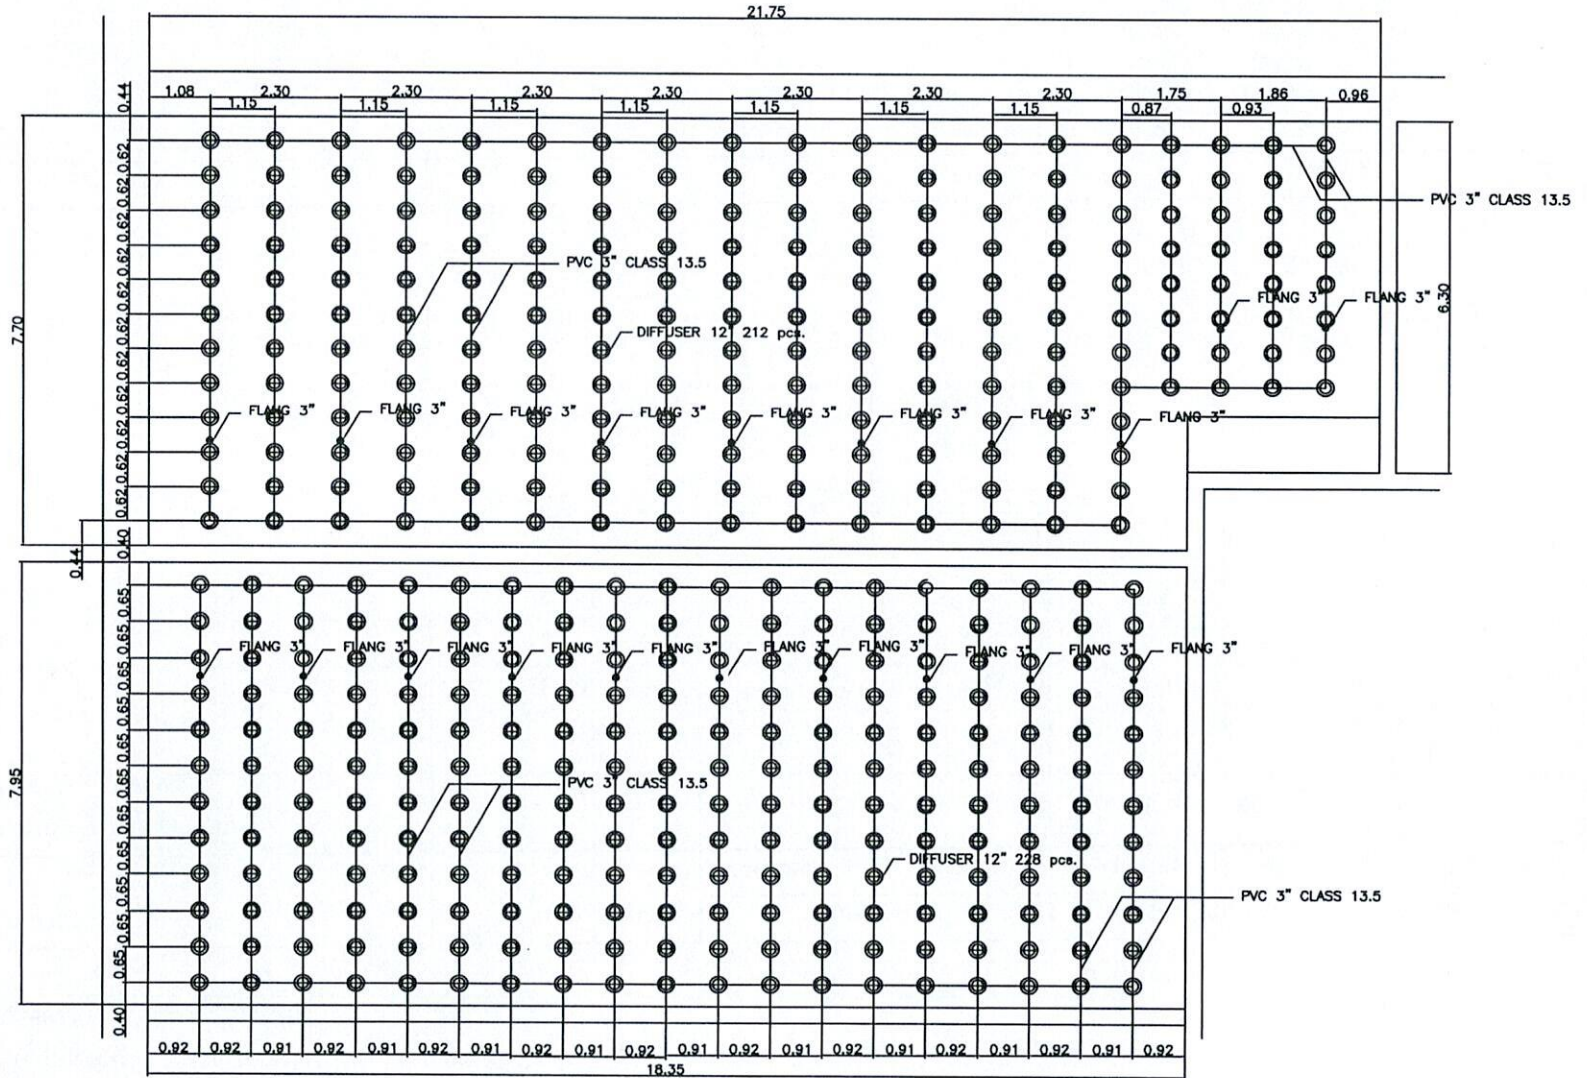 21.75
0.44
1.08 2.30 2.30 2.30 2.30 2.30 2.30 2.30 1.75 1.86 0.96
1.15 1.15 1.15 1.15 1.15 1.15 1.15 0.87 0.93
0.62
0.62
0.62
0.62
0.62
0.62
0.62
0.62
0.62
0.62
0.62
0.40
7.70
6.30
PVC 3" CLASS 13.5
PVC 3" CLASS 13.5
FLANG 3" FLANG 3"
DIFFUSER 12" 212 pcs.
FLANG 3" FLANG 3" FLANG 3" FLANG 3" FLANG 3" FLANG 3" FLANG 3" FLANG 3"
0.44
0.65
0.65
0.65
0.65
0.65
0.65
0.65
0.65
0.65
0.65
0.65
0.40
7.95
FLANG 3" FLANG 3" FLANG 3" FLANG 3" FLANG 3" FLANG 3" FLANG 3" FLANG 3" FLANG 3" FLANG 3"
PVC 3" CLASS 13.5
DIFFUSER 12" 228 pcs.
PVC 3" CLASS 13.5
0.92 0.92 0.91 0.92 0.91 0.92 0.91 0.92 0.91 0.92 0.91 0.92 0.91 0.92 0.91 0.92 0.91 0.92 0.91 0.92
18.35